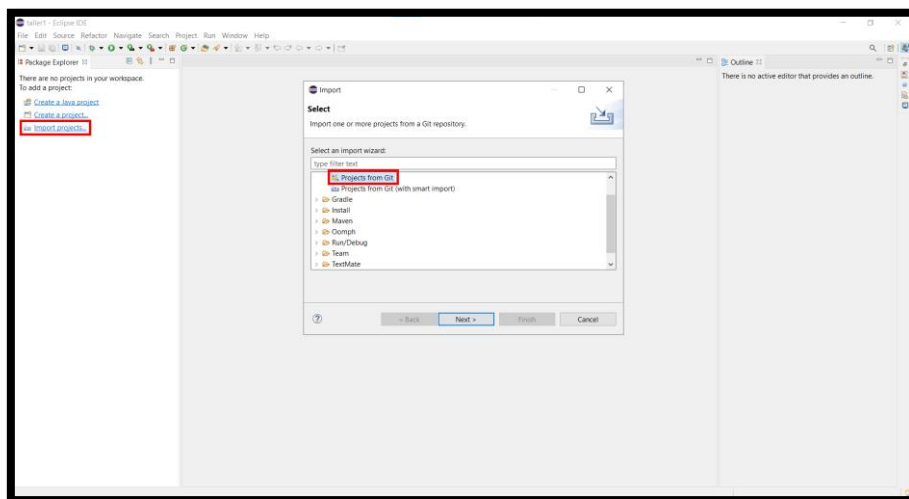 taller1 - Eclipse IDE
File Edit Source Refactor Navigate Search Project Run Window Help
Package Explorer
There are no projects in your workspace.
To add a project:
Create a Java project
Create a project...
Import projects...
Import
Select
Import one or more projects from a Git repository.
Select an import wizard:
type filter text
Projects from Git
Projects from Git (with smart import)
Gradle
Install
Maven
Oomph
Run/Debug
Team
TextMate
< Back
Next >
Finish
Cancel
Outline
There is no active editor that provides an outline.